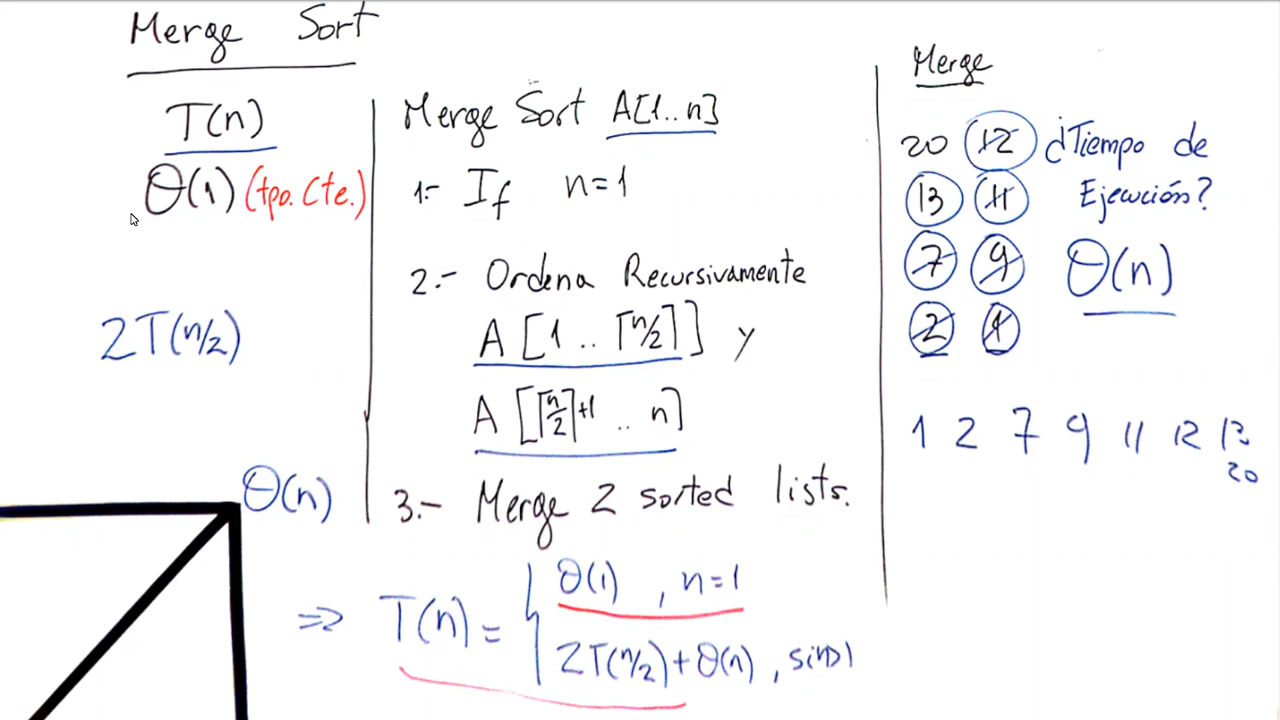 Merge Sort
T(n)
Θ(1) (tpo. Cte.)
2T(n/2)
Θ(n)
Merge Sort A[1..n]
1.- If n=1
2.- Ordena Recursivamente
A[1 .. ⌈n/2⌉] y
A[⌈n/2⌉+1 .. n]
3.- Merge 2 sorted lists.
⇒ T(n) = { Θ(1) , n=1
2T(n/2) + Θ(n) , si n>1
Merge
20 12 ¿Tiempo de
13 11 Ejecución?
7 9 Θ(n)
2 1
1 2 7 9 11 12 13
20